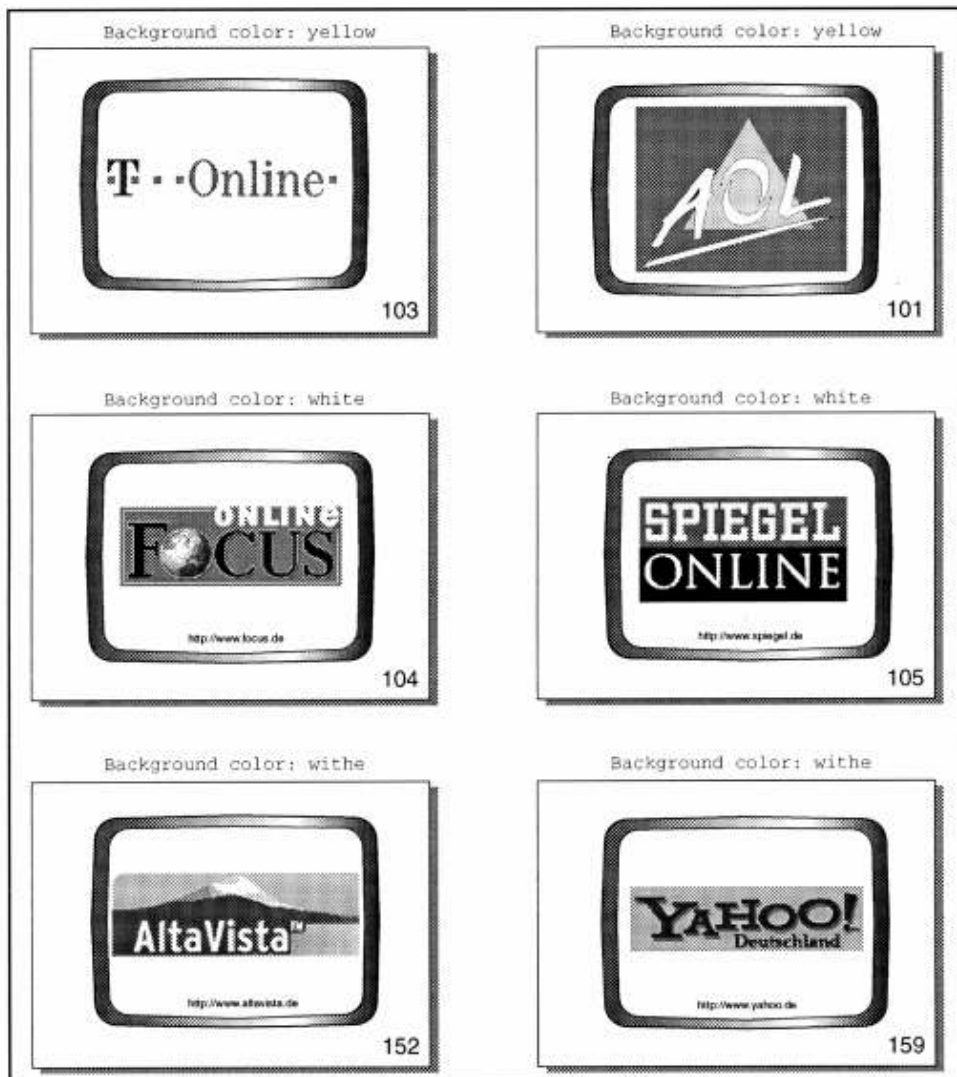 Background color: yellow
Background color: yellow
T···Online·
103
AOL
101
Background color: white
Background color: white
ONLINe
FOCUS
http://www.focus.de
104
SPIEGEL
ONLINE
http://www.spiegel.de
105
Background color: withe
Background color: withe
AltaVista™
http://www.altavista.de
152
YAHOO!
Deutschland
http://www.yahoo.de
159